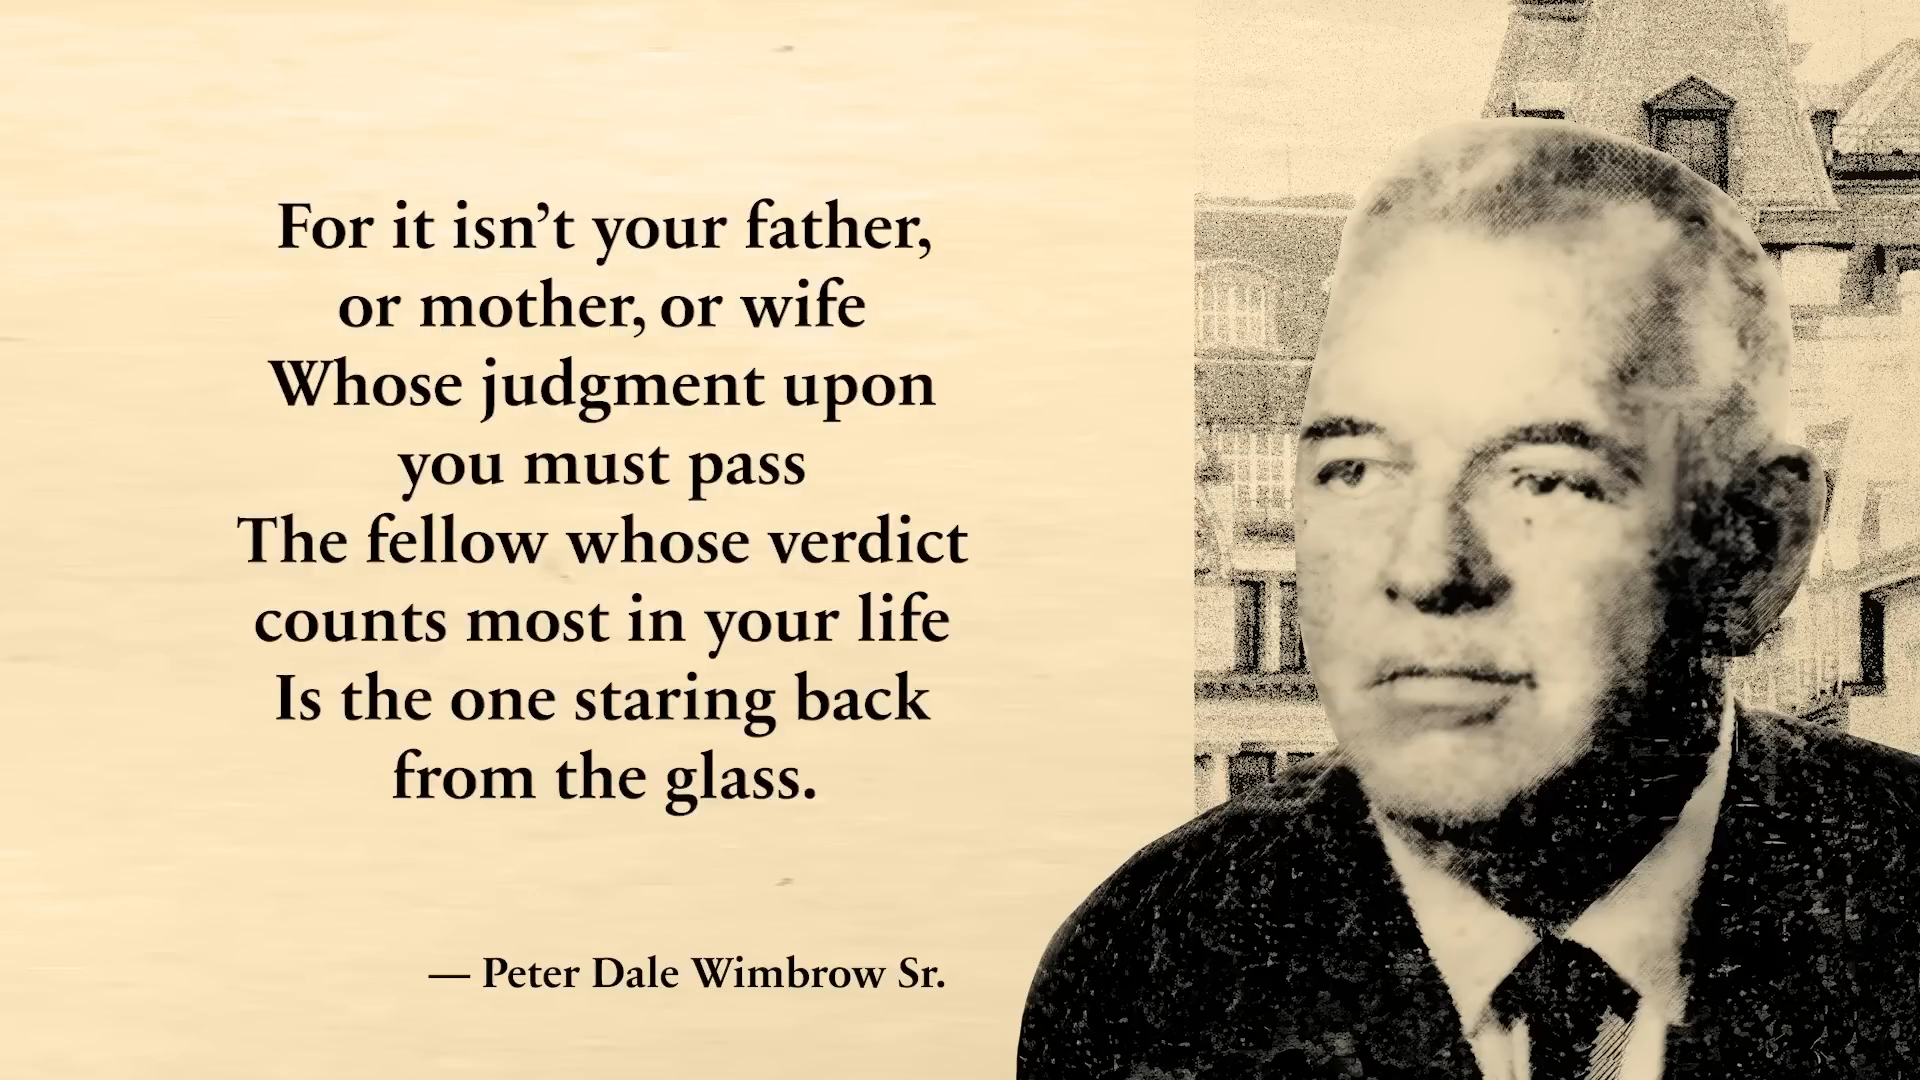 For it isn’t your father,
or mother, or wife
Whose judgment upon
you must pass
The fellow whose verdict
counts most in your life
Is the one staring back
from the glass.
— Peter Dale Wimbrow Sr.